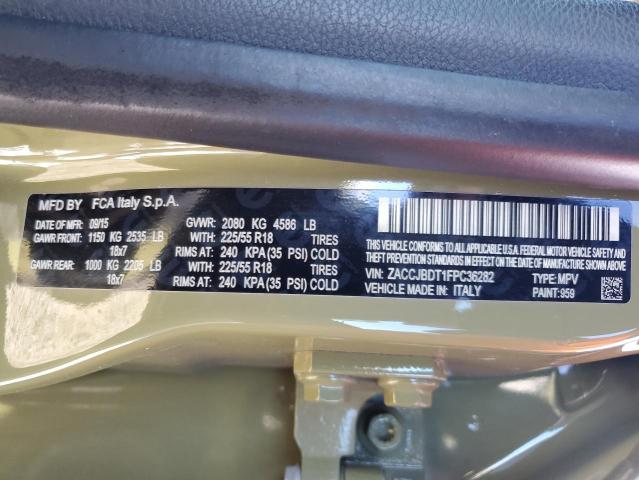 MFD BY FCA Italy S.p.A.
DATE OF MFR: 09/15 GVWR: 2080 KG 4586 LB
GAWR FRONT: 1150 KG 2535 LB WITH: 225/55 R18 TIRES
18x7 RIMS AT: 240 KPA (35 PSI) COLD
GAWR REAR: 1000 KG 2205 LB WITH: 225/55 R18 TIRES
18x7 RIMS AT: 240 KPA (35 PSI) COLD
THIS VEHICLE CONFORMS TO ALL APPLICABLE U.S.A. FEDERAL MOTOR VEHICLE SAFETY AND
THEFT PREVENTION STANDARDS IN EFFECT ON THE DATE OF MANUFACTURE SHOWN ABOVE
VIN: ZACCJBDT1FPC36282 TYPE: MPV
VEHICLE MADE IN: ITALY PAINT: 959